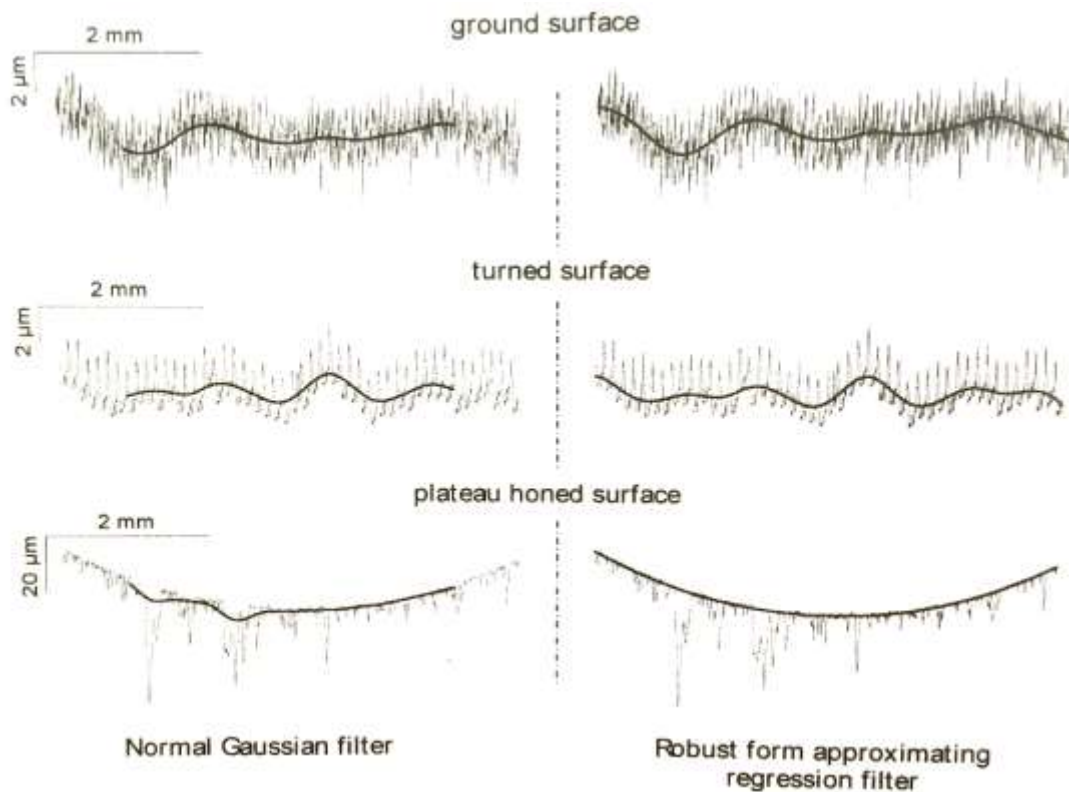 ground surface
2 mm
2 µm
turned surface
2 mm
2 µm
plateau honed surface
2 mm
20 µm
Normal Gaussian filter
Robust form approximating
regression filter